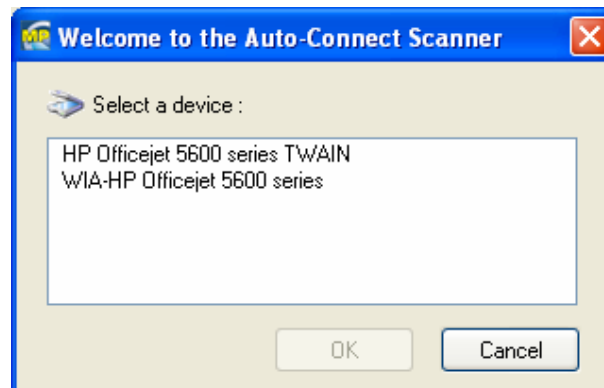 MP Welcome to the Auto-Connect Scanner
Select a device :
HP Officejet 5600 series TWAIN
WIA-HP Officejet 5600 series
OK Cancel